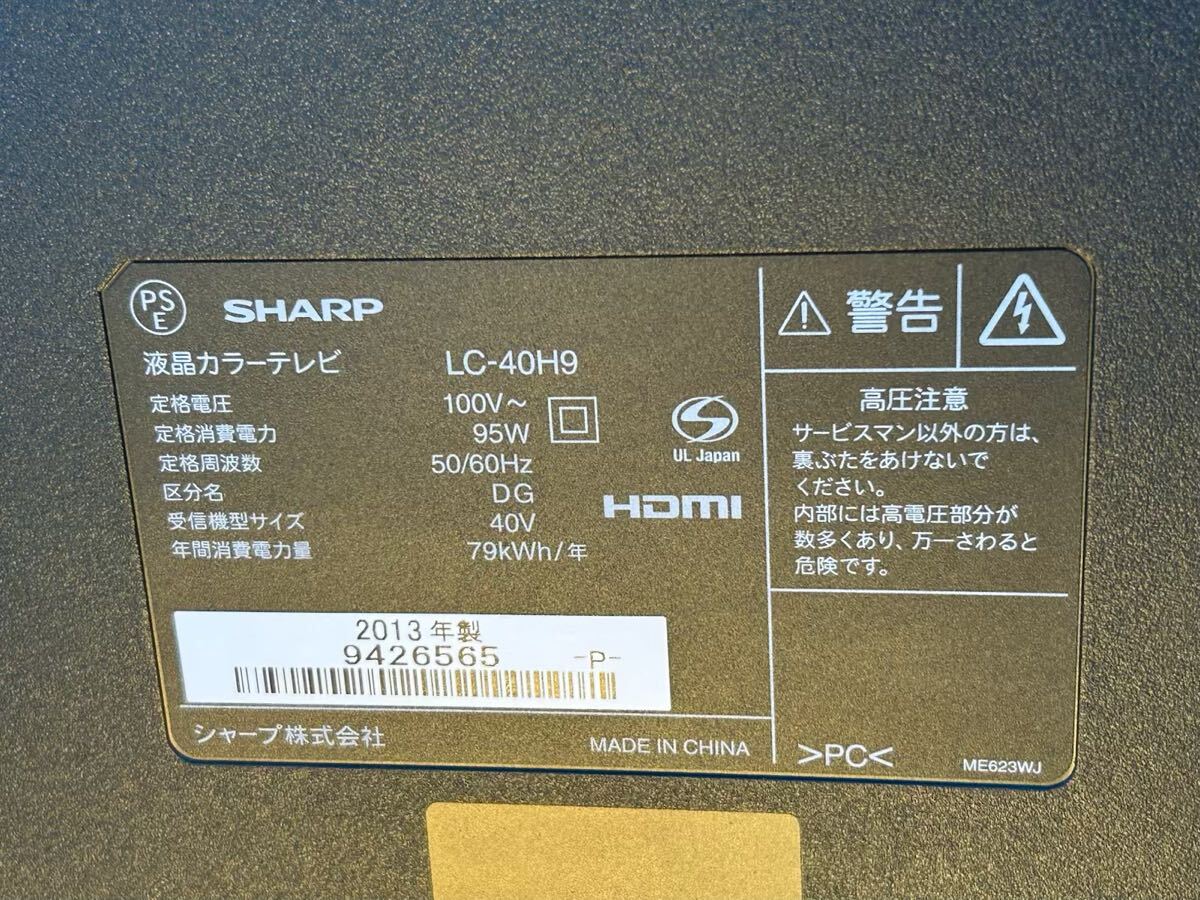 PSE SHARP
液晶カラーテレビ LC-40H9
定格電圧 100V～
定格消費電力 95W
定格周波数 50/60Hz
区分名 DG
受信機型サイズ 40V
年間消費電力量 79kWh/年
UL Japan
HDMI
2013年製
9426565 -P-
シャープ株式会社 MADE IN CHINA
警告
高圧注意
サービスマン以外の方は、
裏ぶたをあけないで
ください。
内部には高電圧部分が
数多くあり、万一さわると
危険です。
>PC< ME623WJ